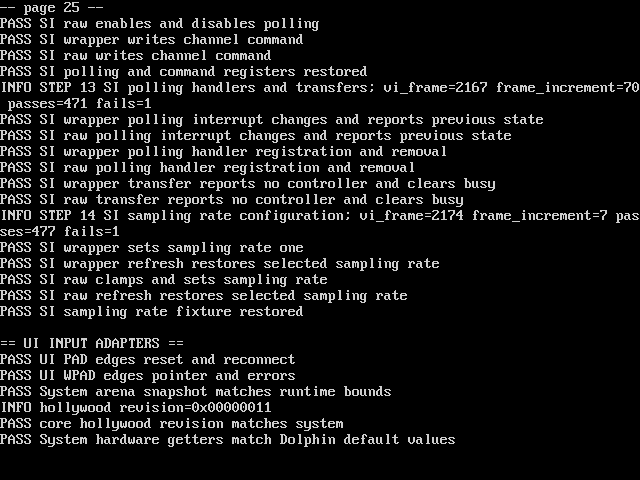 -- page 25 --
PASS SI raw enables and disables polling
PASS SI wrapper writes channel command
PASS SI raw writes channel command
PASS SI polling and command registers restored
INFO STEP 13 SI polling handlers and transfers; vi_frame=2167 frame_increment=70
 passes=471 fails=1
PASS SI wrapper polling interrupt changes and reports previous state
PASS SI raw polling interrupt changes and reports previous state
PASS SI wrapper polling handler registration and removal
PASS SI raw polling handler registration and removal
PASS SI wrapper transfer reports no controller and clears busy
PASS SI raw transfer reports no controller and clears busy
INFO STEP 14 SI sampling rate configuration; vi_frame=2174 frame_increment=7 pas
ses=477 fails=1
PASS SI wrapper sets sampling rate one
PASS SI wrapper refresh restores selected sampling rate
PASS SI raw clamps and sets sampling rate
PASS SI raw refresh restores selected sampling rate
PASS SI sampling rate fixture restored

== UI INPUT ADAPTERS ==
PASS UI PAD edges reset and reconnect
PASS UI WPAD edges pointer and errors
PASS System arena snapshot matches runtime bounds
INFO hollywood revision=0x00000011
PASS core hollywood revision matches system
PASS System hardware getters match Dolphin default values